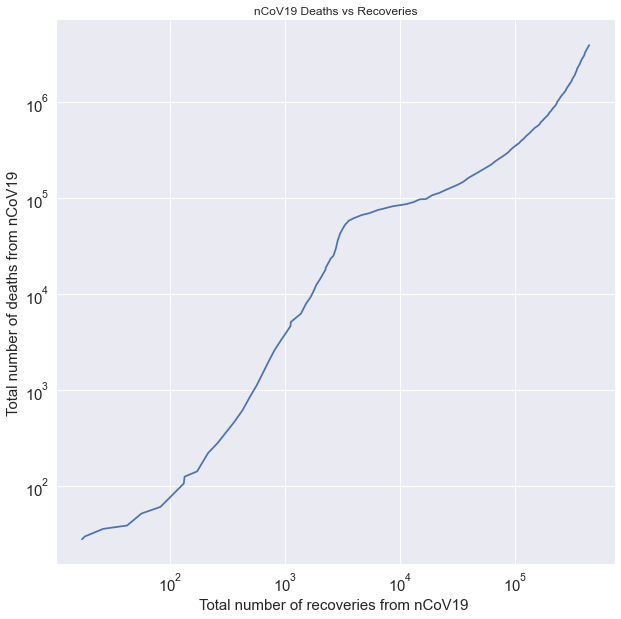 nCoV19 Deaths vs Recoveries
Total number of deaths from nCoV19
10^6
10^5
10^4
10^3
10^2
10^2 10^3 10^4 10^5
Total number of recoveries from nCoV19